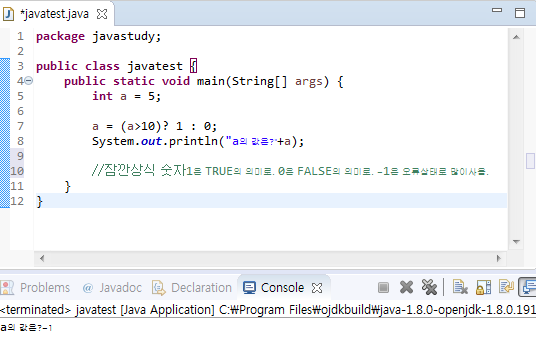 *javatest.java
1 package javastudy;
2
3 public class javatest {
4 public static void main(String[] args) {
5 int a = 5;
6
7 a = (a>10)? 1 : 0;
8 System.out.println("a의 값은?"+a);
9
10 //잠깐상식 숫자1은 TRUE의 의미로. 0은 FALSE의 의미로. -1은 오류상태로 많이사용.
11 }
12 }
Problems @ Javadoc Declaration Console
<terminated> javatest [Java Application] C:₩Program Files₩ojdkbuild₩java-1.8.0-openjdk-1.8.0.191
a의 값은?-1